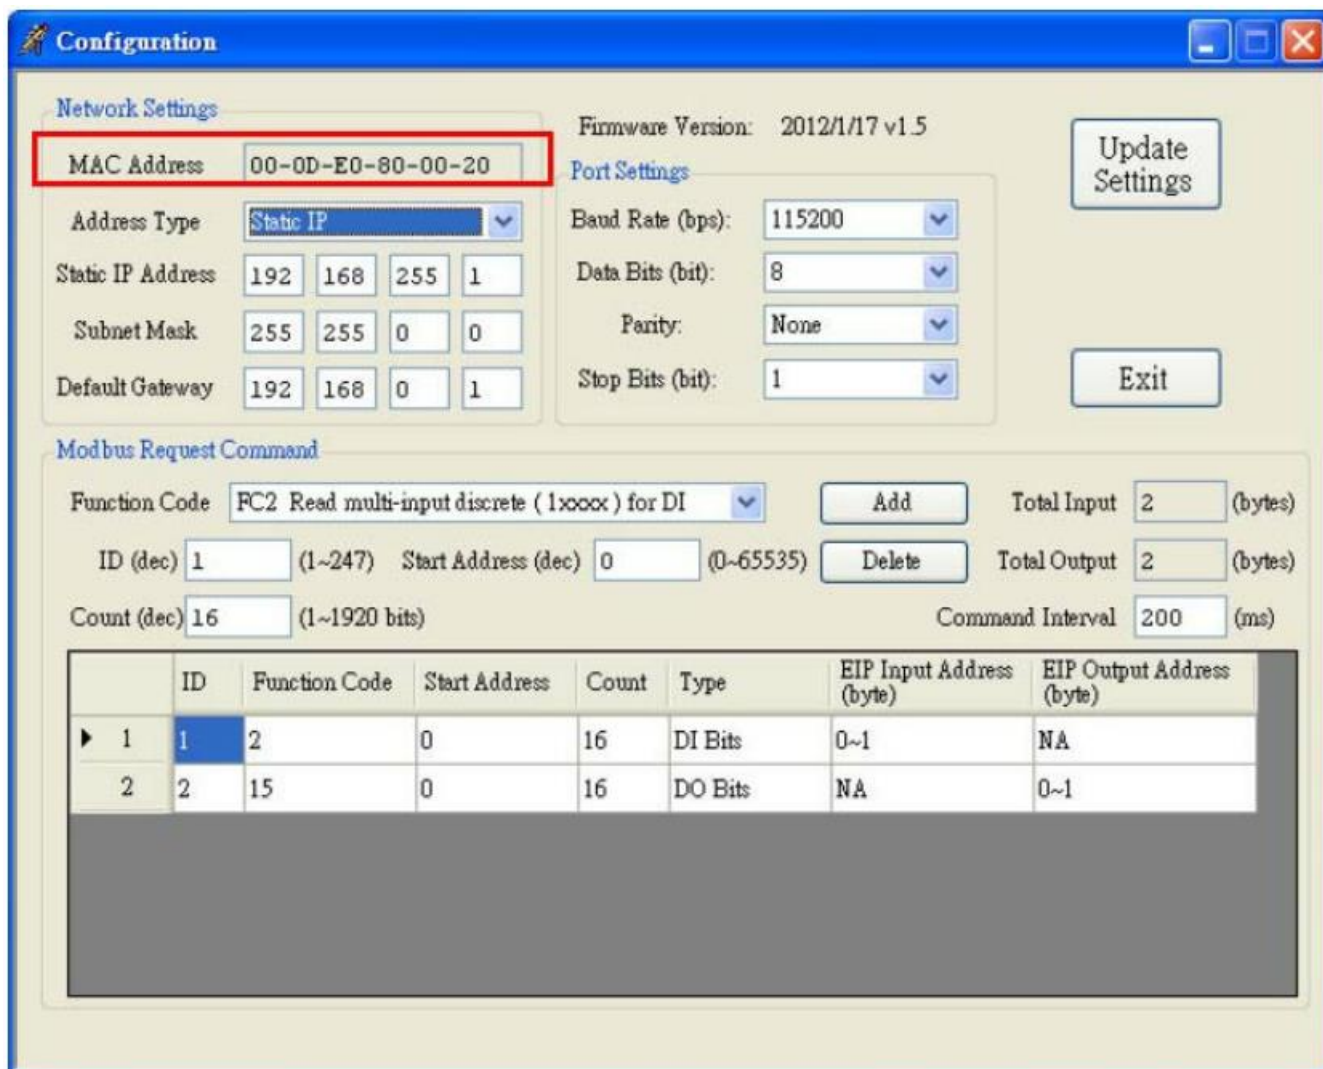 Configuration
Network Settings
MAC Address 00-0D-E0-80-00-20
Address Type Static IP
Static IP Address 192 168 255 1
Subnet Mask 255 255 0 0
Default Gateway 192 168 0 1
Firmware Version: 2012/1/17 v1.5
Port Settings
Baud Rate (bps): 115200
Data Bits (bit): 8
Parity: None
Stop Bits (bit): 1
Update
Settings
Exit
Modbus Request Command
Function Code FC2 Read multi-input discrete ( 1xxxx ) for DI Add Total Input 2 (bytes)
ID (dec) 1 (1~247) Start Address (dec) 0 (0~65535) Delete Total Output 2 (bytes)
Count (dec) 16 (1~1920 bits) Command Interval 200 (ms)
ID Function Code Start Address Count Type EIP Input Address (byte) EIP Output Address (byte)
1 1 2 0 16 DI Bits 0~1 NA
2 2 15 0 16 DO Bits NA 0~1